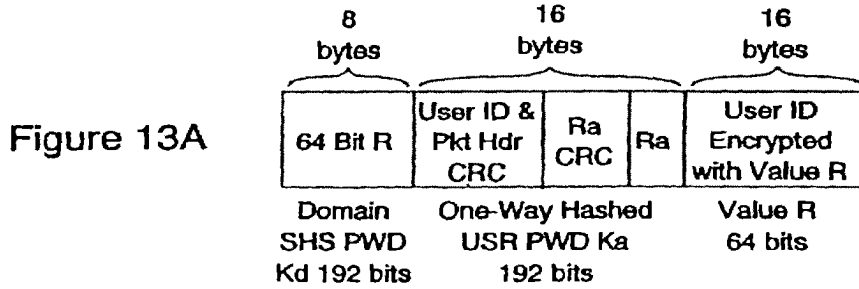 8
bytes
16
bytes
16
bytes
Figure 13A
64 Bit R
User ID &
Pkt Hdr
CRC
Ra
CRC
Ra
User ID
Encrypted
with Value R
Domain
SHS PWD
Kd 192 bits
One-Way Hashed
USR PWD Ka
192 bits
Value R
64 bits